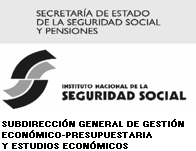 SECRETARÍA DE ESTADO
DE LA SEGURIDAD SOCIAL
Y PENSIONES
INSTITUTO NACIONAL DE LA
SEGURIDAD SOCIAL
SUBDIRECCIÓN GENERAL DE GESTIÓN
ECONÓMICO-PRESUPUESTARIA
Y ESTUDIOS ECONÓMICOS